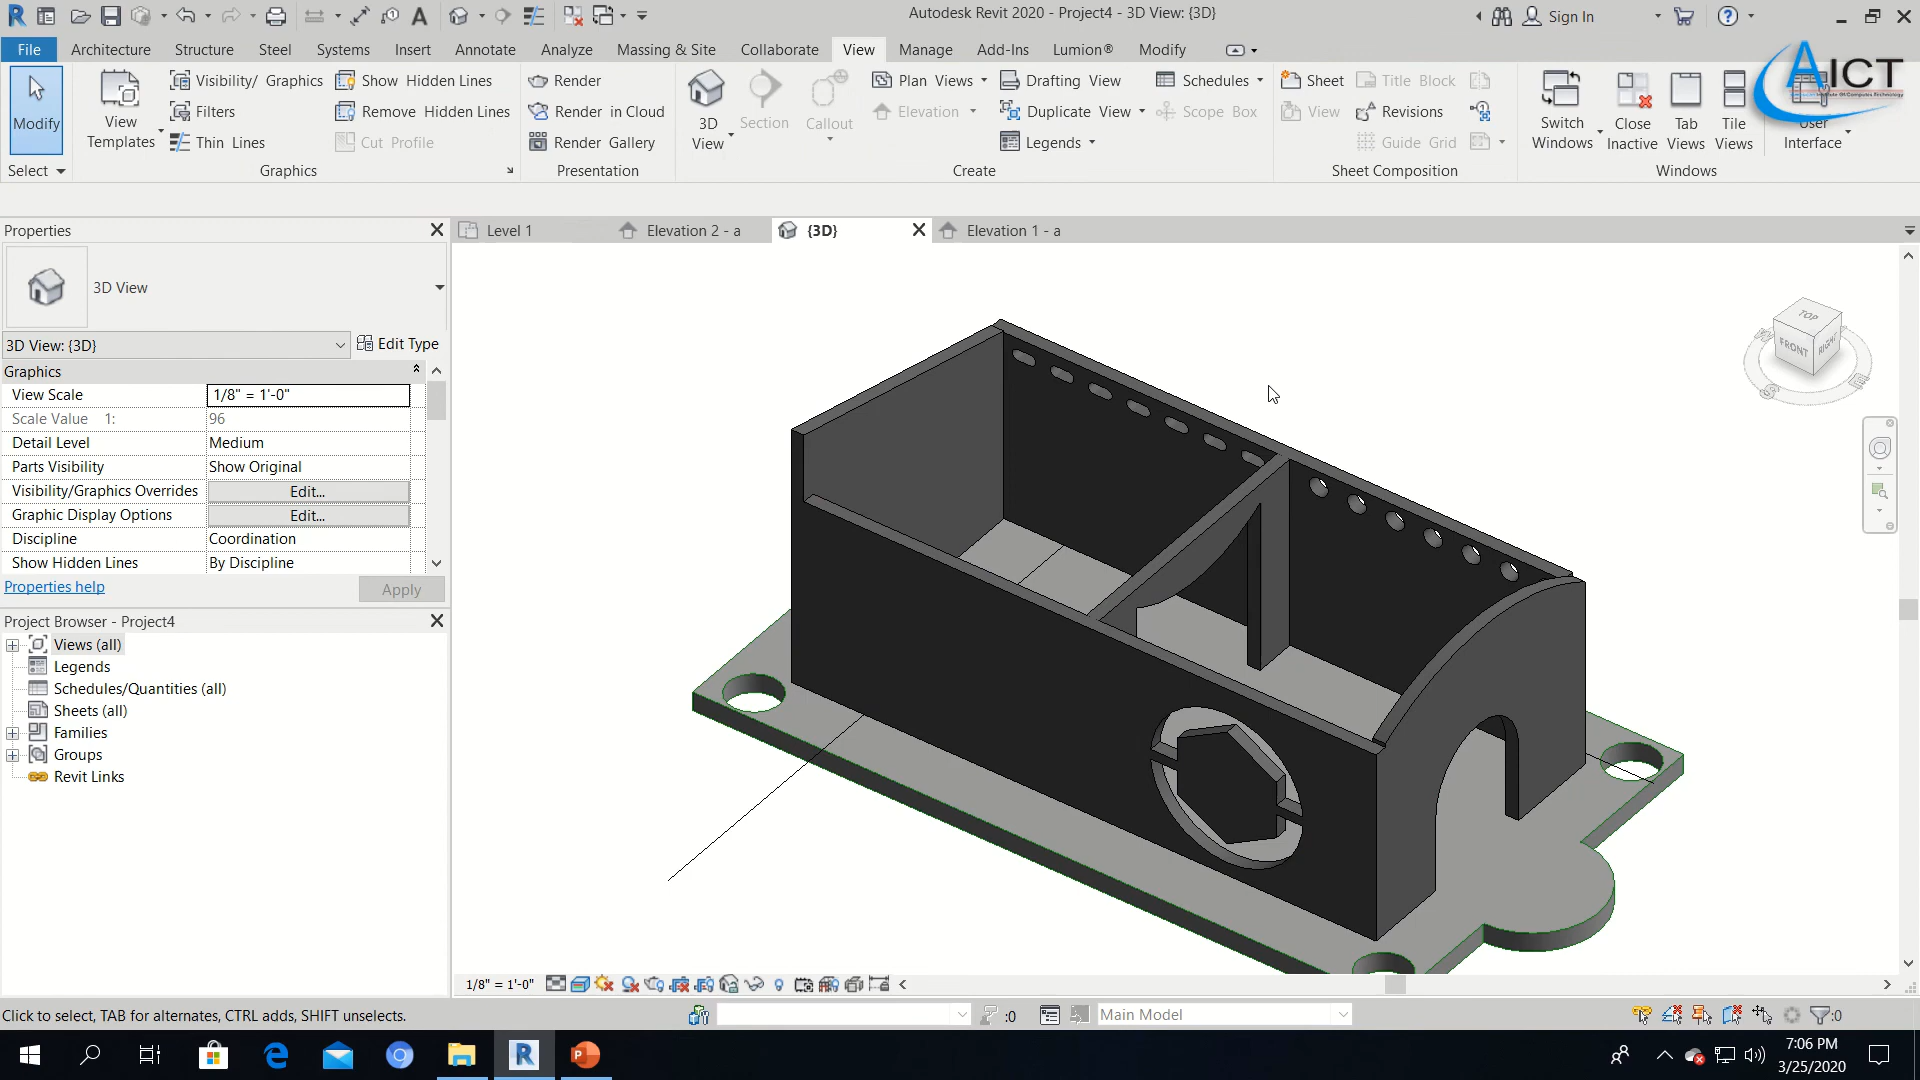 Autodesk Revit 2020 - Project4 - 3D View: {3D}
Sign In
File Architecture Structure Steel Systems Insert Annotate Analyze Massing & Site Collaborate View Manage Add-Ins Lumion® Modify
Modify
View
Templates
Visibility/ Graphics
Filters
Thin Lines
Show Hidden Lines
Remove Hidden Lines
Cut Profile
Render
Render in Cloud
Render Gallery
3D
View
Section
Callout
Plan Views
Elevation
Drafting View
Duplicate View
Legends
Schedules
Scope Box
Sheet
View
Title Block
Revisions
Guide Grid
Switch
Windows
Close
Inactive
Tab
Views
Tile
Views
User
Interface
AICT
Select
Graphics
Presentation
Create
Sheet Composition
Windows
Properties
Level 1
Elevation 2 - a
{3D}
Elevation 1 - a
3D View
3D View: {3D}
Edit Type
Graphics
View Scale 1/8" = 1'-0"
Scale Value 1: 96
Detail Level Medium
Parts Visibility Show Original
Visibility/Graphics Overrides Edit...
Graphic Display Options Edit...
Discipline Coordination
Show Hidden Lines By Discipline
Properties help
Apply
Project Browser - Project4
Views (all)
Legends
Schedules/Quantities (all)
Sheets (all)
Families
Groups
Revit Links
TOP
FRONT
RIGHT
S
E
1/8" = 1'-0"
Click to select, TAB for alternates, CTRL adds, SHIFT unselects.
:0
Main Model
:0
7:06 PM
3/25/2020